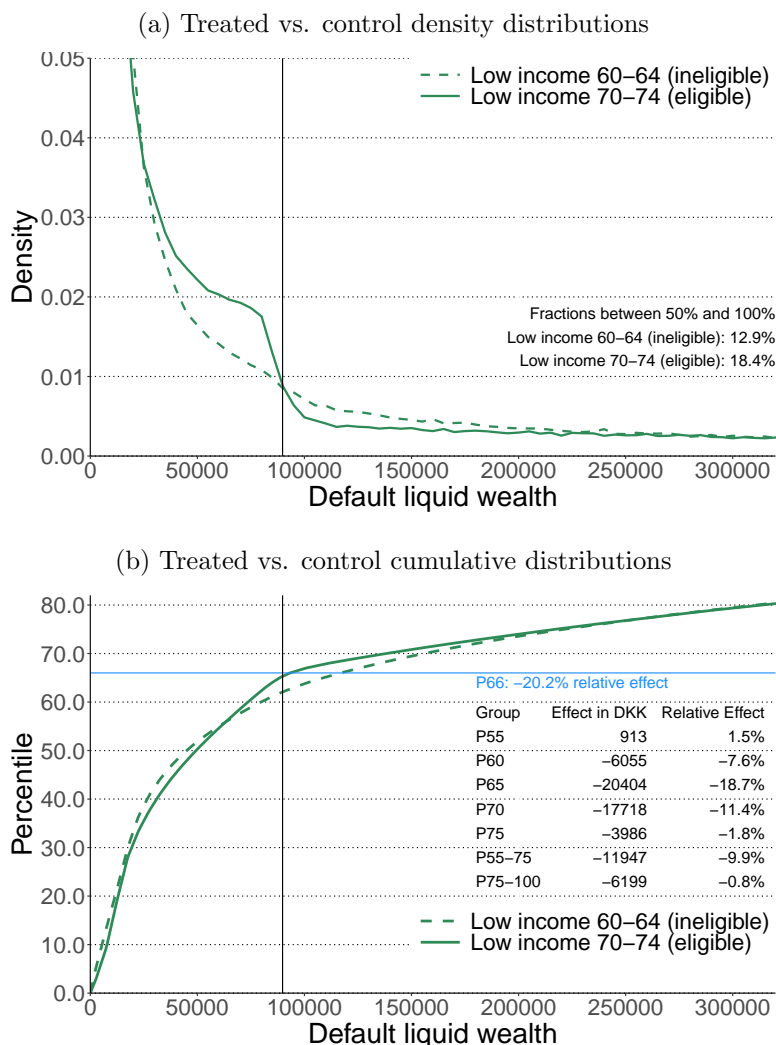 (a) Treated vs. control density distributions
0.05
0.04
0.03
0.02
0.01
0.00
Density
Low income 60−64 (ineligible)
Low income 70−74 (eligible)
Fractions between 50% and 100%
Low income 60−64 (ineligible): 12.9%
Low income 70−74 (eligible): 18.4%
0 50000 100000 150000 200000 250000 300000
Default liquid wealth
(b) Treated vs. control cumulative distributions
80.0
70.0
60.0
50.0
40.0
30.0
20.0
10.0
0.0
Percentile
P66: −20.2% relative effect
Group Effect in DKK Relative Effect
P55 913 1.5%
P60 −6055 −7.6%
P65 −20404 −18.7%
P70 −17718 −11.4%
P75 −3986 −1.8%
P55−75 −11947 −9.9%
P75−100 −6199 −0.8%
Low income 60−64 (ineligible)
Low income 70−74 (eligible)
0 50000 100000 150000 200000 250000 300000
Default liquid wealth